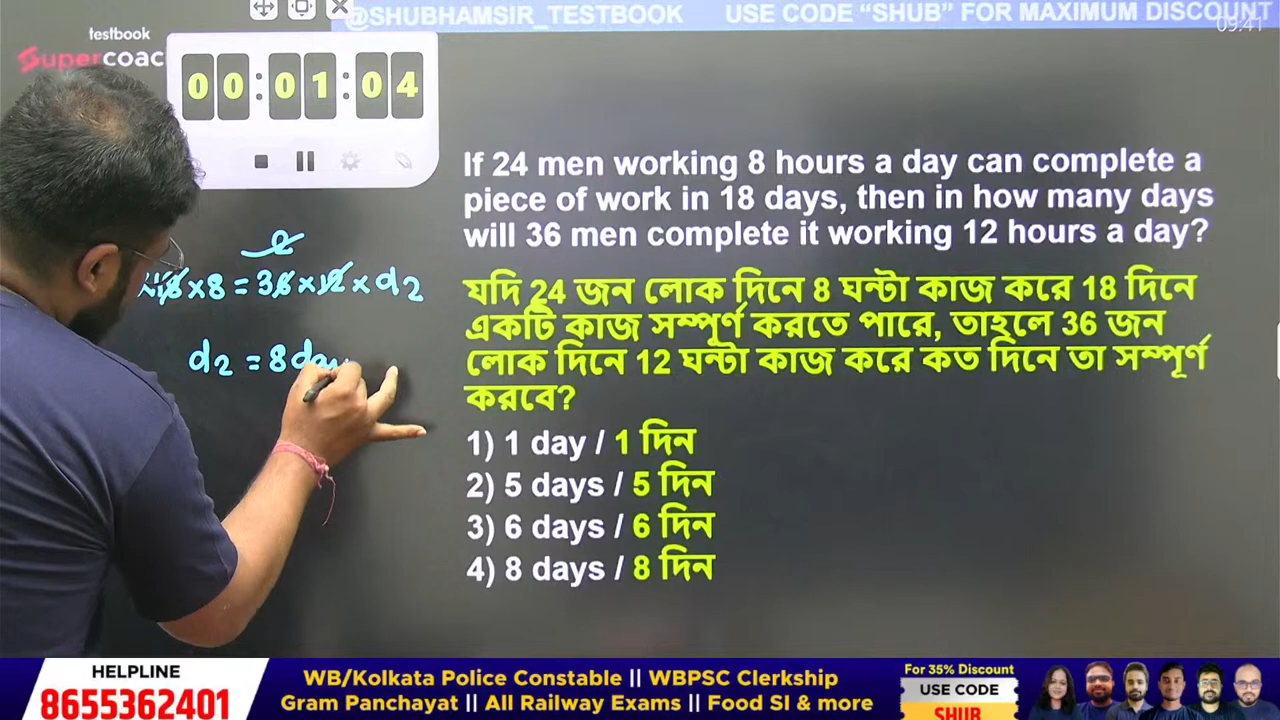 @SHUBHAMSIR_TESTBOOK USE CODE “SHUB” FOR MAXIMUM DISCOUNT
09:41
testbook
Supercoac
00:01:04
If 24 men working 8 hours a day can complete a
piece of work in 18 days, then in how many days
will 36 men complete it working 12 hours a day?
যদি 24 জন লোক দিনে 8 ঘন্টা কাজ করে 18 দিনে
একটি কাজ সম্পূর্ণ করতে পারে, তাহলে 36 জন
লোক দিনে 12 ঘন্টা কাজ করে কত দিনে তা সম্পূর্ণ
করবে?
1) 1 day / 1 দিন
2) 5 days / 5 দিন
3) 6 days / 6 দিন
4) 8 days / 8 দিন
2
18 x 8 = 36 x 12 x d2
d2 = 8 day
HELPLINE
8655362401
WB/Kolkata Police Constable || WBPSC Clerkship
Gram Panchayat || All Railway Exams || Food SI & more
For 35% Discount
USE CODE
SHUB